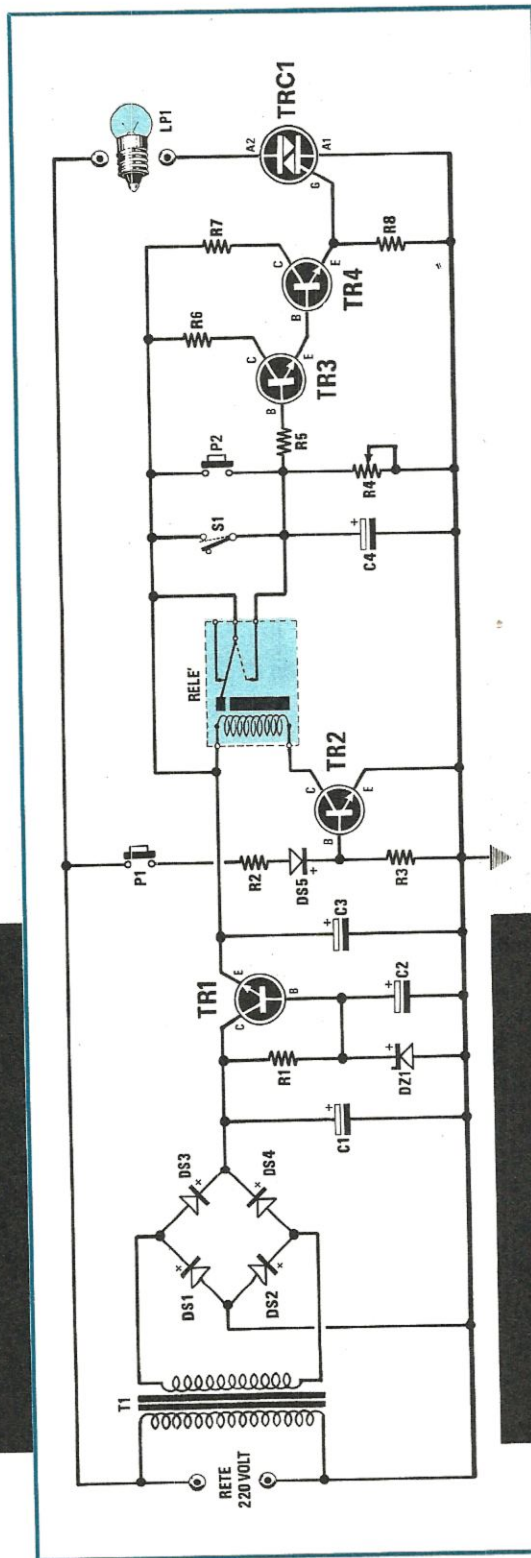 RETE
220 VOLT
T1
DS1
DS2
DS3
DS4
C1
R1
DZ1
C2
TR1
C
E
B
C3
P1
R2
DS5
R3
TR2
C
B
E
RELE'
S1
C4
P2
R4
R5
TR3
C
B
E
R6
TR4
C
B
E
R7
R8
TRC1
A2
A1
G
LP1